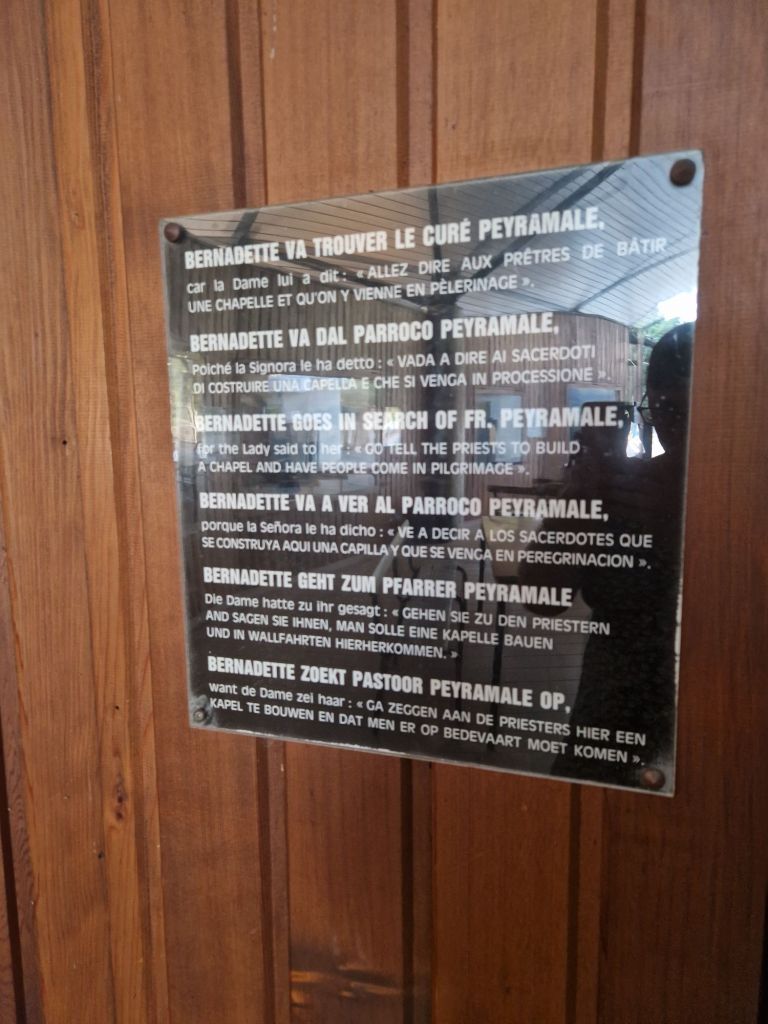 BERNADETTE VA TROUVER LE CURÉ PEYRAMALE,
car la Dame lui a dit : « ALLEZ DIRE AUX PRÊTRES DE BÂTIR
UNE CHAPELLE ET QU'ON Y VIENNE EN PÈLERINAGE ».
BERNADETTE VA DAL PARROCO PEYRAMALE,
Poiché la Signora le ha detto : « VADA A DIRE AI SACERDOTI
DI COSTRUIRE UNA CAPELLA E CHE SI VENGA IN PROCESSIONE ».
BERNADETTE GOES IN SEARCH OF FR. PEYRAMALE,
for the Lady said to her : « GO TELL THE PRIESTS TO BUILD
A CHAPEL AND HAVE PEOPLE COME IN PILGRIMAGE ».
BERNADETTE VA A VER AL PARROCO PEYRAMALE,
porque la Señora le ha dicho : « VE A DECIR A LOS SACERDOTES QUE
SE CONSTRUYA AQUI UNA CAPILLA Y QUE SE VENGA EN PEREGRINACION ».
BERNADETTE GEHT ZUM PFARRER PEYRAMALE
Die Dame hatte zu ihr gesagt : « GEHEN SIE ZU DEN PRIESTERN
AND SAGEN SIE IHNEN, MAN SOLLE EINE KAPELLE BAUEN
UND IN WALLFAHRTEN HIERHERKOMMEN. »
BERNADETTE ZOEKT PASTOOR PEYRAMALE OP,
want de Dame zei haar : « GA ZEGGEN AAN DE PRIESTERS HIER EEN
KAPEL TE BOUWEN EN DAT MEN ER OP BEDEVAART MOET KOMEN ».